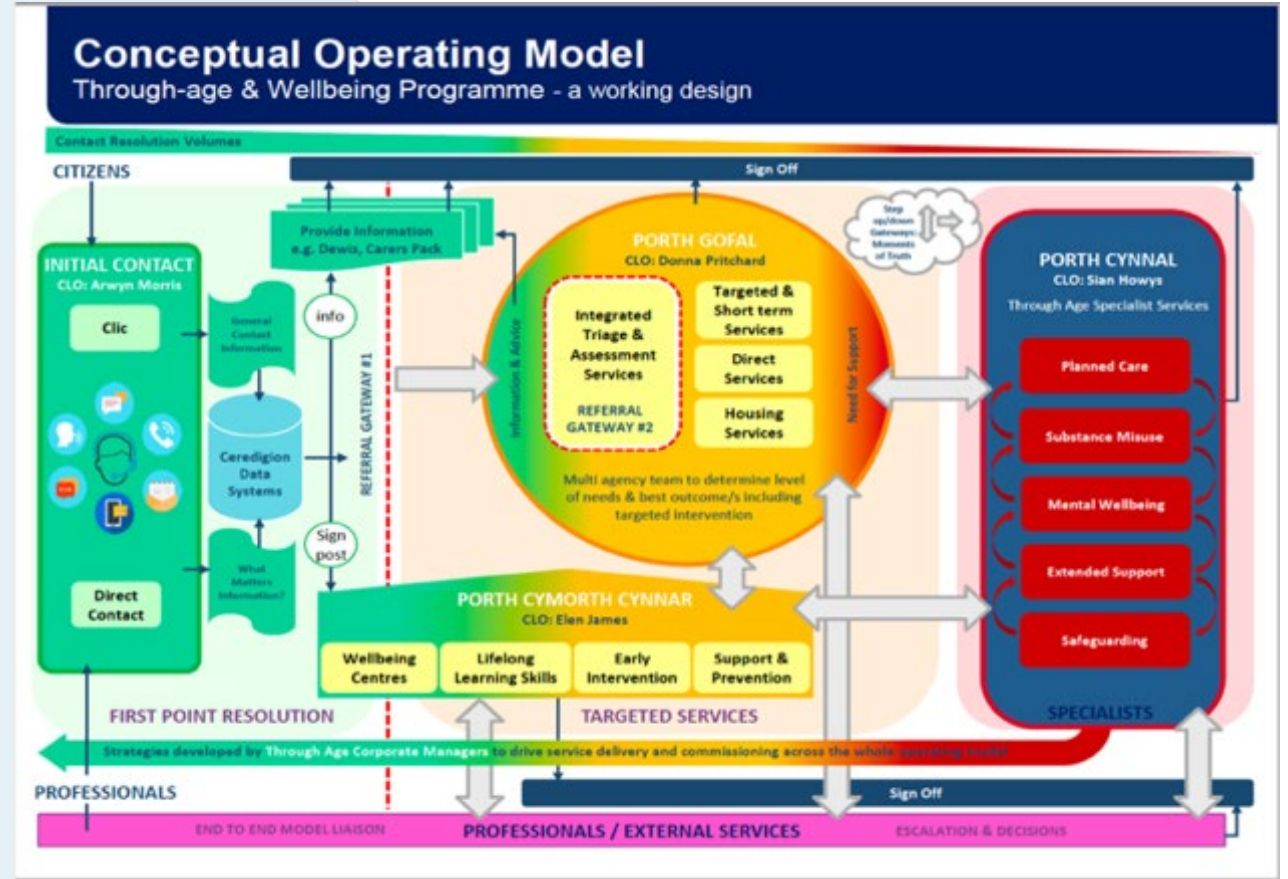 Conceptual Operating Model
Through-age & Wellbeing Programme - a working design
Contact Resolution Volumes
CITIZENS
Sign Off
INITIAL CONTACT
CLO: Arwyn Morris
Clic
Direct
Contact
General
Contact
Information
Ceredigion
Data
Systems
What
Matters
Information?
Provide Information
e.g. Dewis, Carers Pack
info
Sign
post
REFERRAL GATEWAY #1
FIRST POINT RESOLUTION
PORTH GOFAL
CLO: Donna Pritchard
Information & Advice
Integrated
Triage &
Assessment
Services
REFERRAL
GATEWAY #2
Targeted &
Short term
Services
Direct
Services
Housing
Services
Need for Support
Multi agency team to determine level
of needs & best outcome/s including
targeted intervention
Step
up/down
Gateways:
Moments
of Truth
PORTH CYMORTH CYNNAR
CLO: Elen James
Wellbeing
Centres
Lifelong
Learning Skills
Early
Intervention
Support &
Prevention
TARGETED SERVICES
PORTH CYNNAL
CLO: Sian Howys
Through Age Specialist Services
Planned Care
Substance Misuse
Mental Wellbeing
Extended Support
Safeguarding
SPECIALISTS
Strategies developed by Through Age Corporate Managers to drive service delivery and commissioning across the whole operating model
PROFESSIONALS
Sign Off
END TO END MODEL LIAISON
PROFESSIONALS / EXTERNAL SERVICES
ESCALATION & DECISIONS